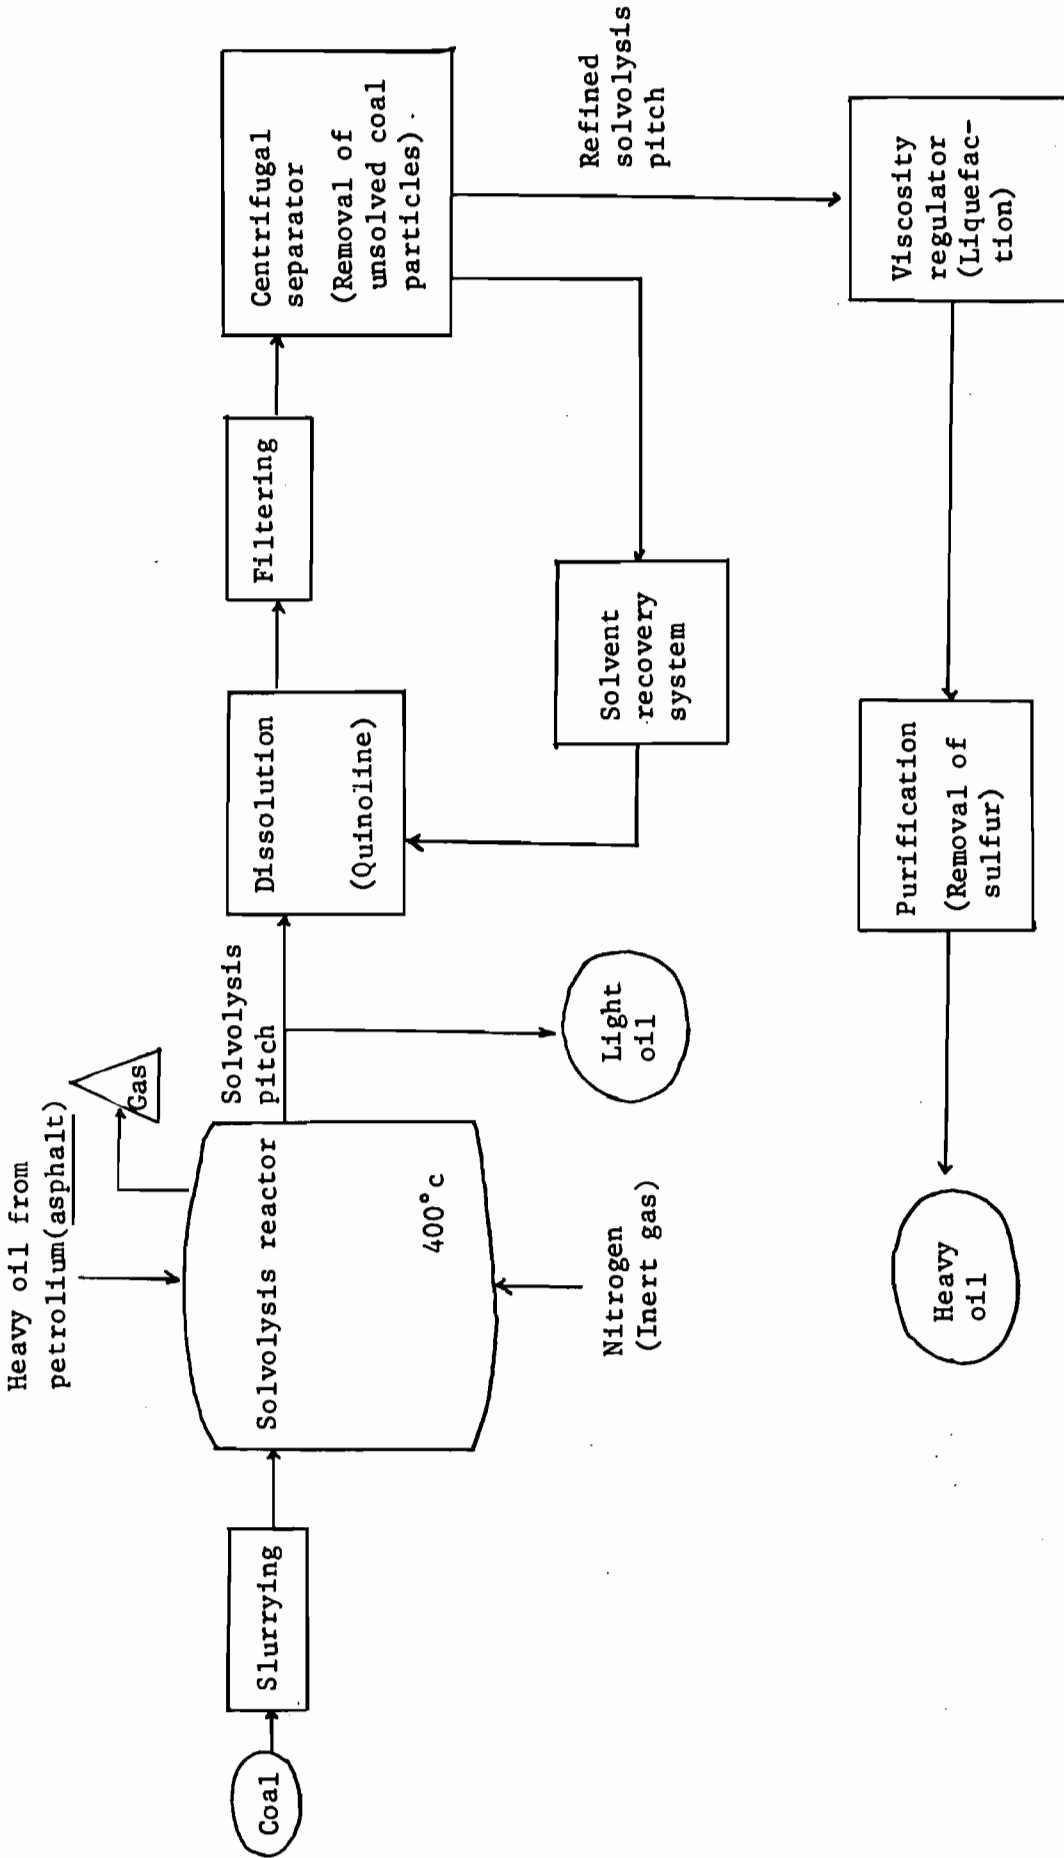 Heavy oil from
petrolium(asphalt)
Gas
Coal
Slurrying
Solvolysis reactor
400°c
Nitrogen
(Inert gas)
Solvolysis
pitch
Light
oil
Dissolution
(Quinoline)
Filtering
Centrifugal
separator
(Removal of
unsolved coal
particles).
Solvent
recovery
system
Refined
solvolysis
pitch
Viscosity
regulator
(Liquefac-
tion)
Purification
(Removal of
sulfur)
Heavy
oil